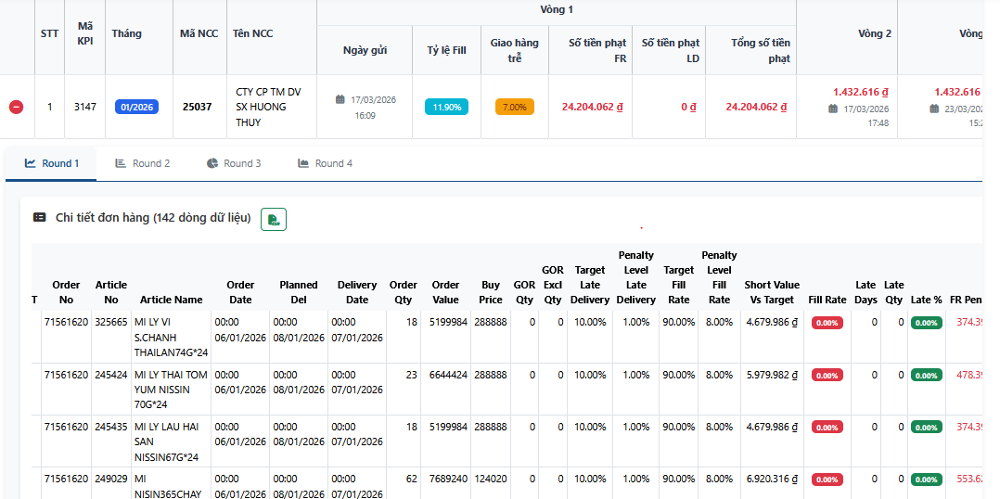 STT Mã KPI Tháng Mã NCC Tên NCC Vòng 1 Vòng 2 Vòng
Ngày gửi Tỷ lệ Fill Giao hàng trễ Số tiền phạt FR Số tiền phạt LD Tổng số tiền phạt
1 3147 01/2026 25037 CTY CP TM DV SX HUONG THUY 17/03/2026 16:09 11.90% 7.00% 24.204.062 ₫ 0 ₫ 24.204.062 ₫ 1.432.616 ₫ 17/03/2026 17:48 1.432.616 23/03/20 15:2
Round 1 Round 2 Round 3 Round 4
Chi tiết đơn hàng (142 dòng dữ liệu)
T Order No Article No Article Name Order Date Planned Del Delivery Date Order Qty Order Value Buy Price GOR Qty GOR Excl Qty Target Late Delivery Penalty Level Late Delivery Target Fill Rate Penalty Level Fill Rate Short Value Vs Target Fill Rate Late Days Late Qty Late % FR Pen
71561620 325665 MI LY VI S.CHANH THAILAN74G*24 00:00 06/01/2026 00:00 08/01/2026 00:00 07/01/2026 18 5199984 288888 0 0 10.00% 1.00% 90.00% 8.00% 4.679.986 ₫ 0.00% 0 0 0.00% 374.39
71561620 245424 MI LY THAI TOM YUM NISSIN 70G*24 00:00 06/01/2026 00:00 08/01/2026 00:00 07/01/2026 23 6644424 288888 0 0 10.00% 1.00% 90.00% 8.00% 5.979.982 ₫ 0.00% 0 0 0.00% 478.39
71561620 245435 MI LY LAU HAI SAN NISSIN67G*24 00:00 06/01/2026 00:00 08/01/2026 00:00 07/01/2026 18 5199984 288888 0 0 10.00% 1.00% 90.00% 8.00% 4.679.986 ₫ 0.00% 0 0 0.00% 374.39
71561620 249029 MI NISIN365CHAY 00:00 06/01/2026 00:00 08/01/2026 00:00 07/01/2026 62 7689240 124020 0 0 10.00% 1.00% 90.00% 8.00% 6.920.316 ₫ 0.00% 0 0 0.00% 553.62